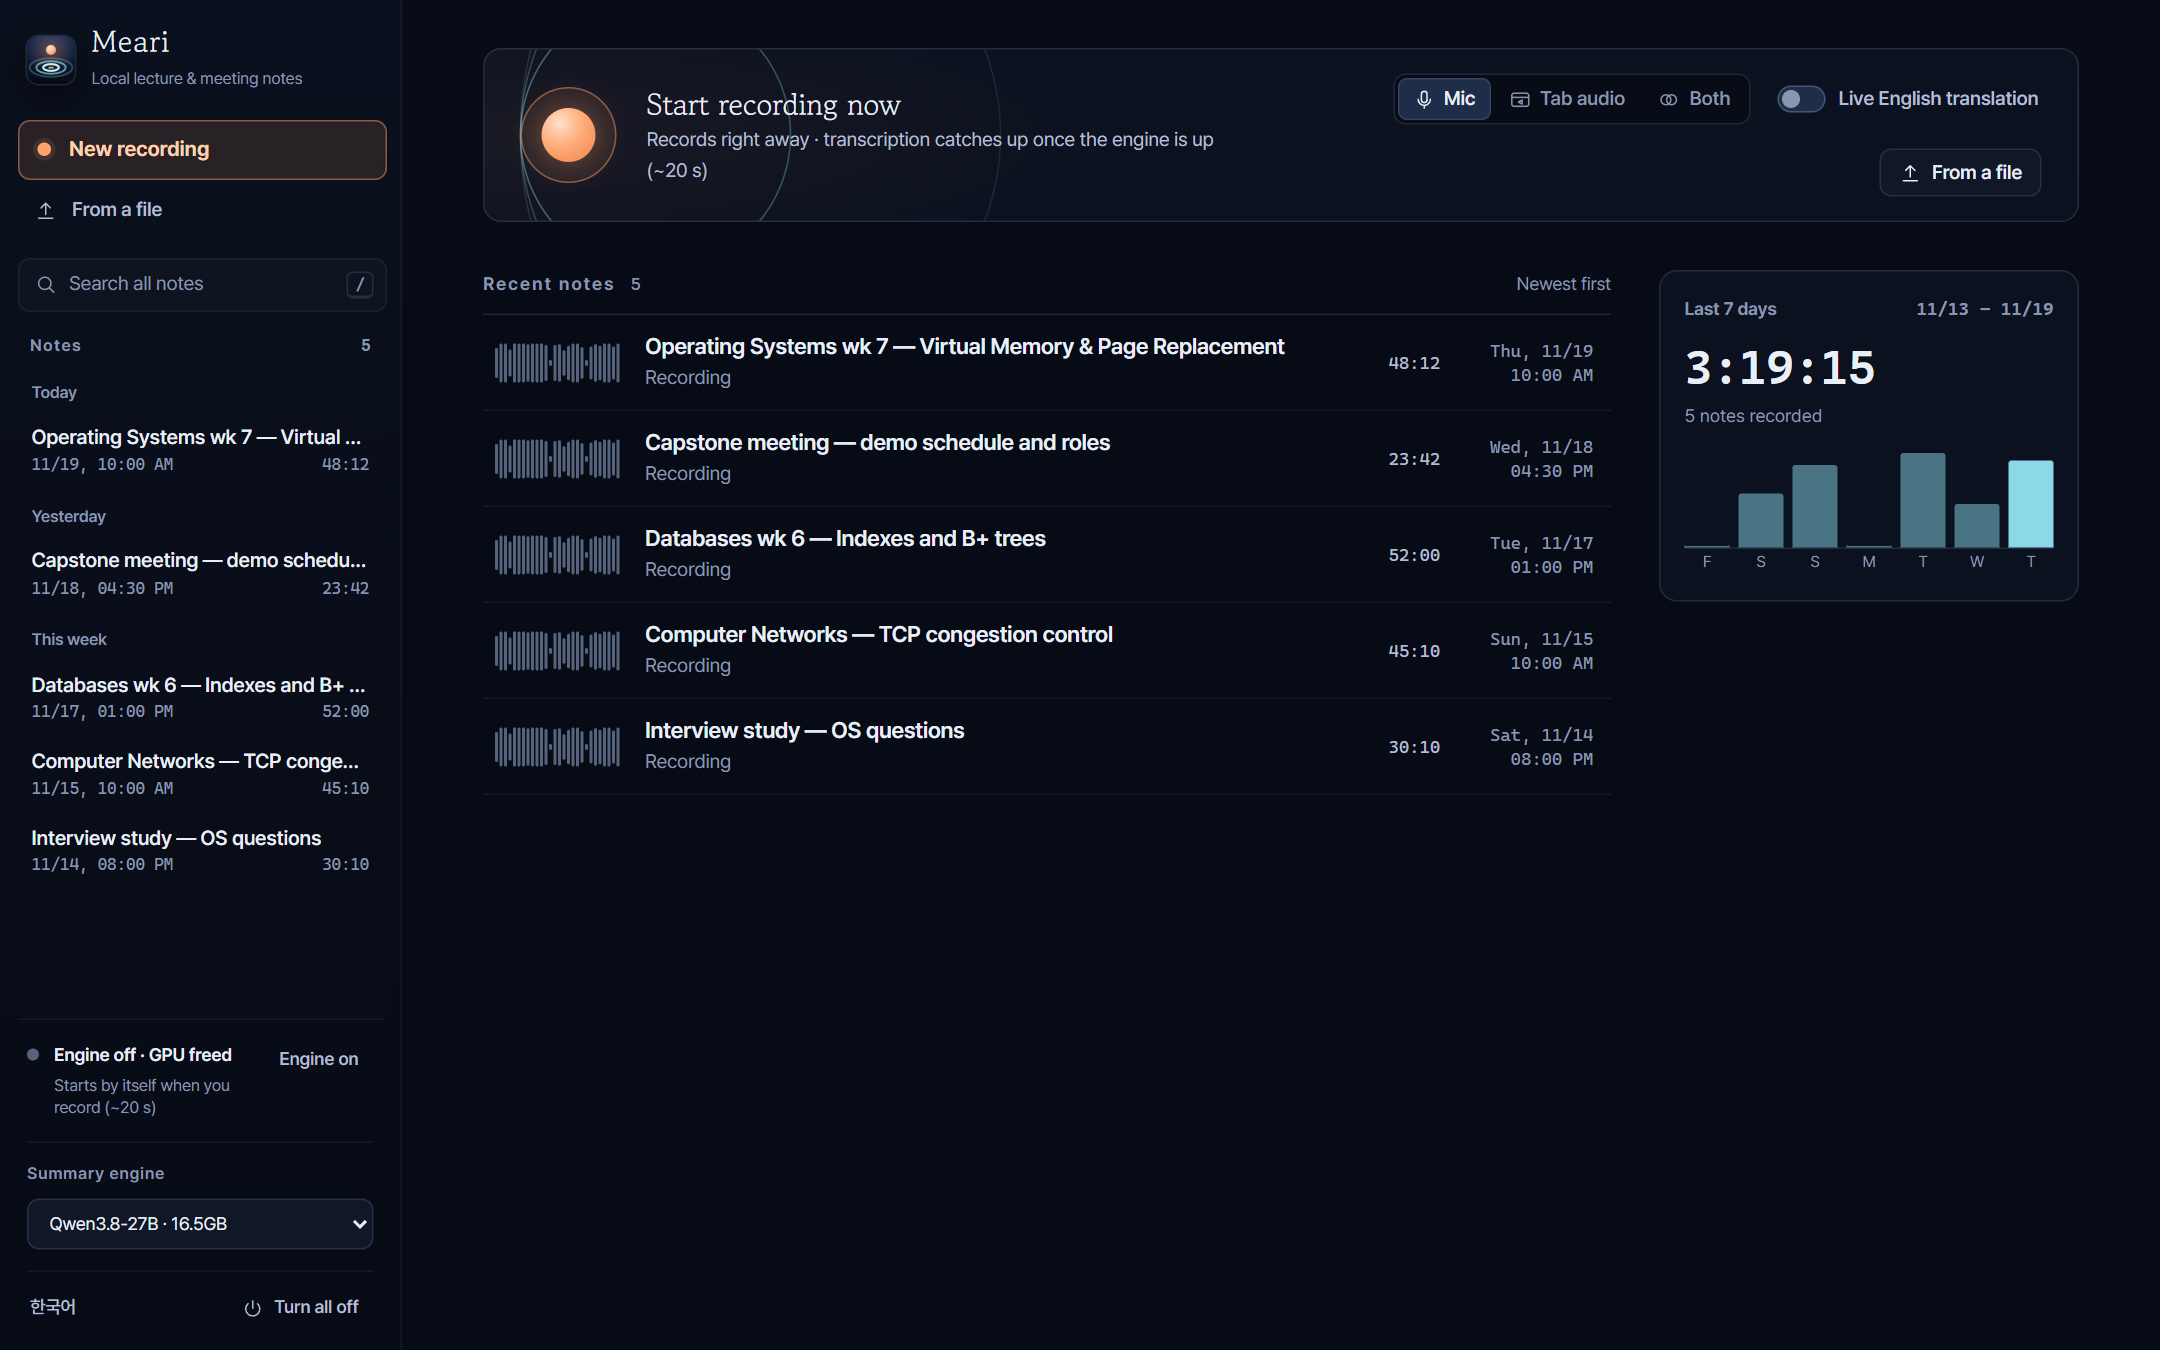 Meari
Local lecture & meeting notes
New recording
From a file
Search all notes /
Notes 5
Today
Operating Systems wk 7 — Virtual ...
11/19, 10:00 AM 48:12
Yesterday
Capstone meeting — demo schedu...
11/18, 04:30 PM 23:42
This week
Databases wk 6 — Indexes and B+ ...
11/17, 01:00 PM 52:00
Computer Networks — TCP conge...
11/15, 10:00 AM 45:10
Interview study — OS questions
11/14, 08:00 PM 30:10
Engine off · GPU freed
Engine on
Starts by itself when you
record (~20 s)
Summary engine
Qwen3.8-27B · 16.5GB
한국어
Turn all off
Start recording now
Records right away · transcription catches up once the engine is up
(~20 s)
Mic
Tab audio
Both
Live English translation
From a file
Recent notes 5
Newest first
Operating Systems wk 7 — Virtual Memory & Page Replacement
Recording
48:12
Thu, 11/19
10:00 AM
Capstone meeting — demo schedule and roles
Recording
23:42
Wed, 11/18
04:30 PM
Databases wk 6 — Indexes and B+ trees
Recording
52:00
Tue, 11/17
01:00 PM
Computer Networks — TCP congestion control
Recording
45:10
Sun, 11/15
10:00 AM
Interview study — OS questions
Recording
30:10
Sat, 11/14
08:00 PM
Last 7 days
11/13 – 11/19
3:19:15
5 notes recorded
F S S M T W T